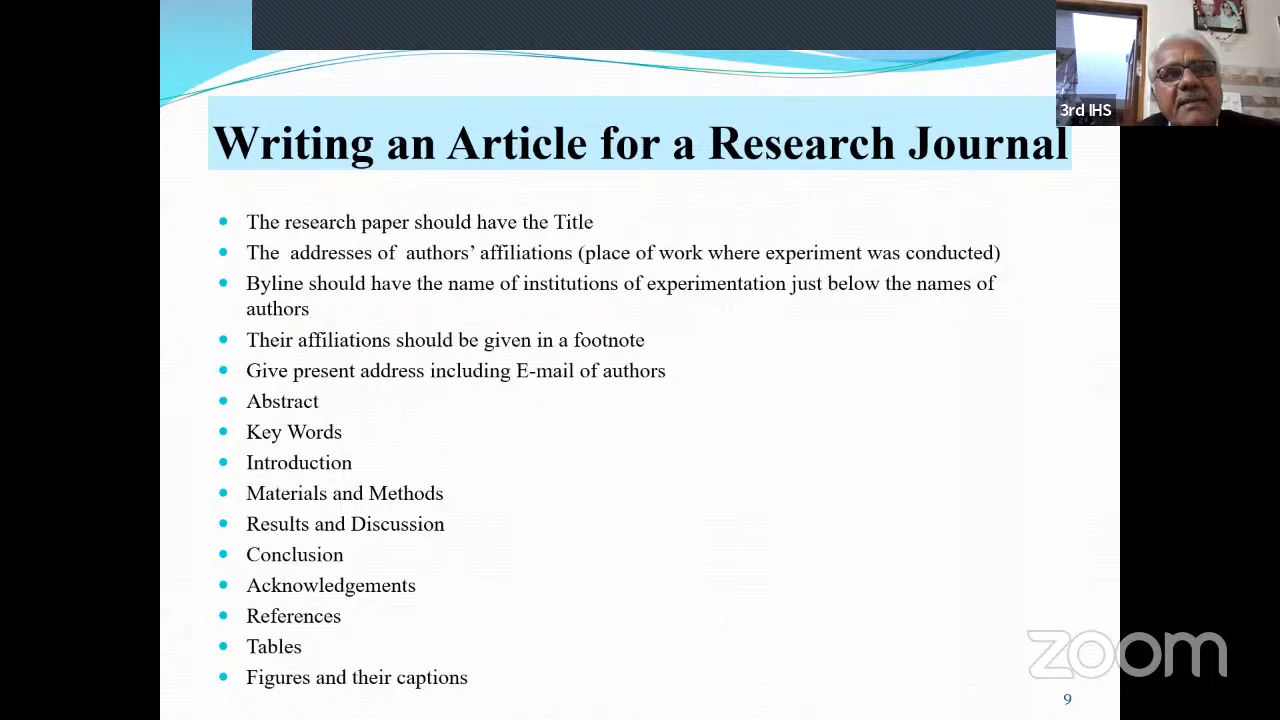 3rd IHS
Writing an Article for a Research Journal
The research paper should have the Title
The addresses of authors’ affiliations (place of work where experiment was conducted)
Byline should have the name of institutions of experimentation just below the names of
authors
Their affiliations should be given in a footnote
Give present address including E-mail of authors
Abstract
Key Words
Introduction
Materials and Methods
Results and Discussion
Conclusion
Acknowledgements
References
Tables
Figures and their captions
zoom
9